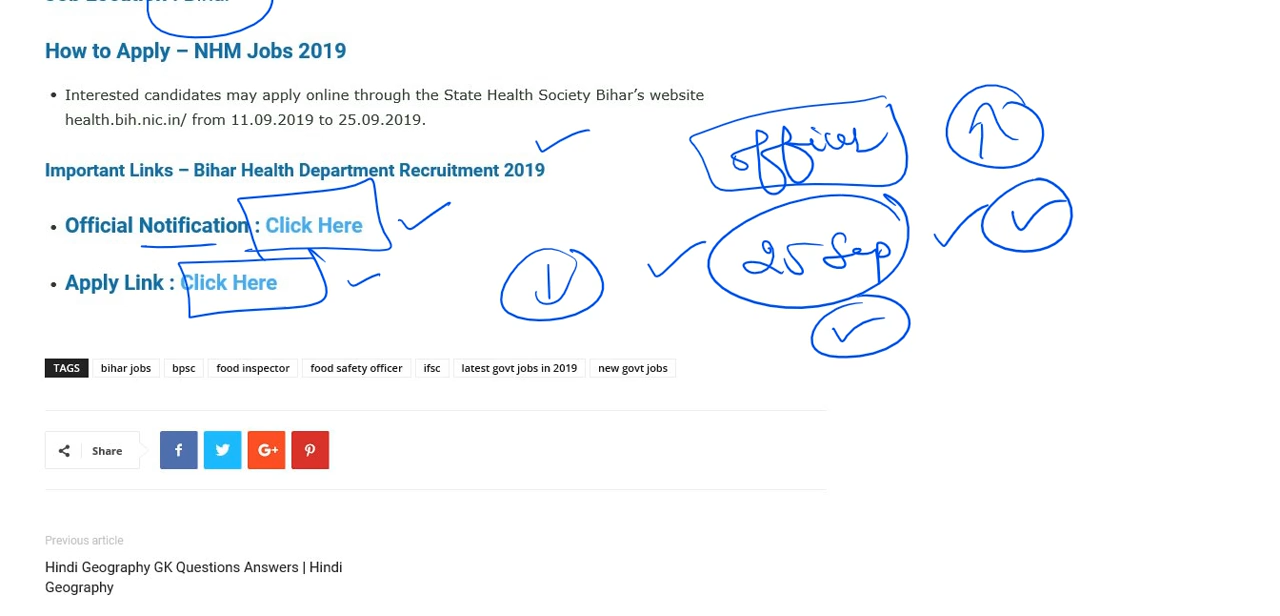 How to Apply – NHM Jobs 2019
• Interested candidates may apply online through the State Health Society Bihar’s website
health.bih.nic.in/ from 11.09.2019 to 25.09.2019.
officer
Important Links – Bihar Health Department Recruitment 2019
• Official Notification : Click Here
25 Sep
• Apply Link : Click Here
TAGS bihar jobs bpsc food inspector food safety officer ifsc latest govt jobs in 2019 new govt jobs
Share f G+
Previous article
Hindi Geography GK Questions Answers | Hindi
Geography